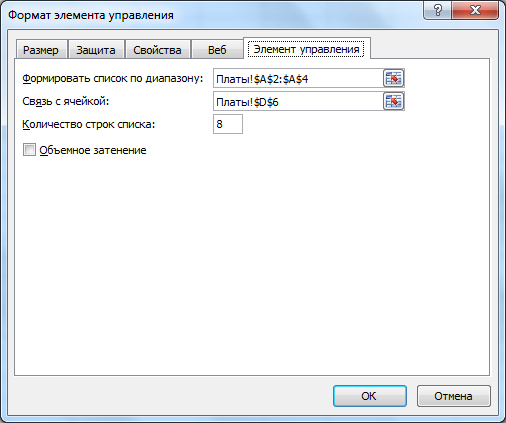 Формат элемента управления
Размер Защита Свойства Веб Элемент управления
Формировать список по диапазону: Платы!$A$2:$A$4
Связь с ячейкой: Платы!$D$6
Количество строк списка: 8
Объемное затенение
ОК Отмена